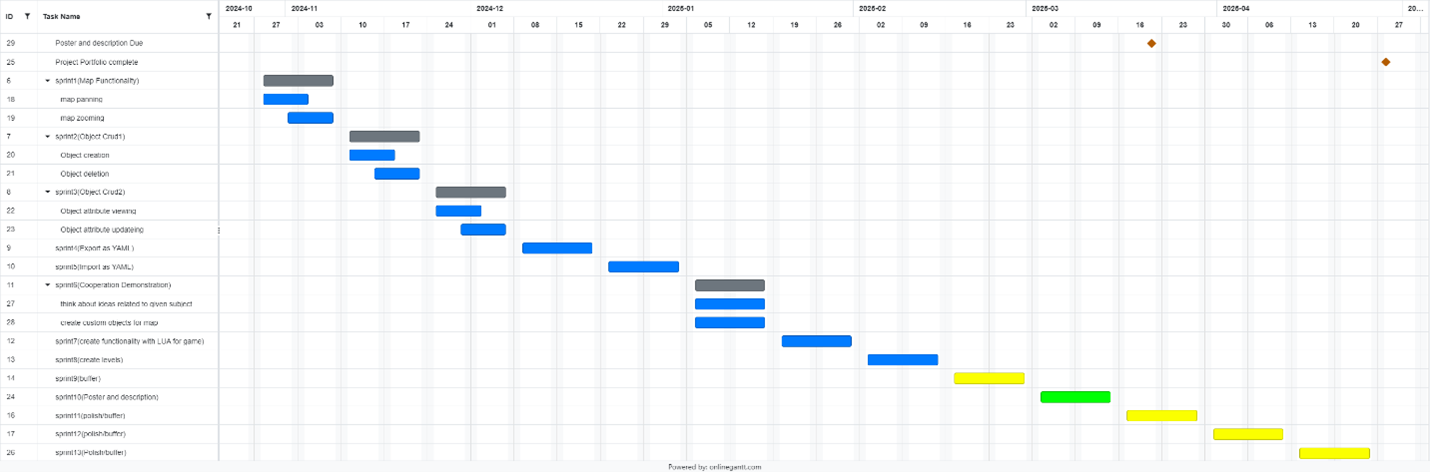 ID Task Name 2024-10 2024-11 2024-12 2025-01 2025-02 2025-03 2025-04 20...
21 27 03 10 17 24 01 08 15 22 29 05 12 19 26 02 09 16 23 02 09 16 23 30 06 13 20 27
29 Poster and description Due
25 Project Portfolio complete
6 sprint1(Map Functionality)
18 map panning
19 map zooming
7 sprint2(Object Crud1)
20 Object creation
21 Object deletion
8 sprint3(Object Crud2)
22 Object attribute viewing
23 Object attribute updateing
9 sprint4(Export as YAML)
10 sprint5(Import as YAML)
11 sprint6(Cooperation Demonstration)
27 think about ideas related to given subject
28 create custom objects for map
12 sprint7(create functionality with LUA for game)
13 sprint8(create levels)
14 sprint9(buffer)
24 sprint10(Poster and description)
16 sprint11(polish/buffer)
17 sprint12(polish/buffer)
26 sprint13(Polish/buffer)
Powered by: onlinegantt.com